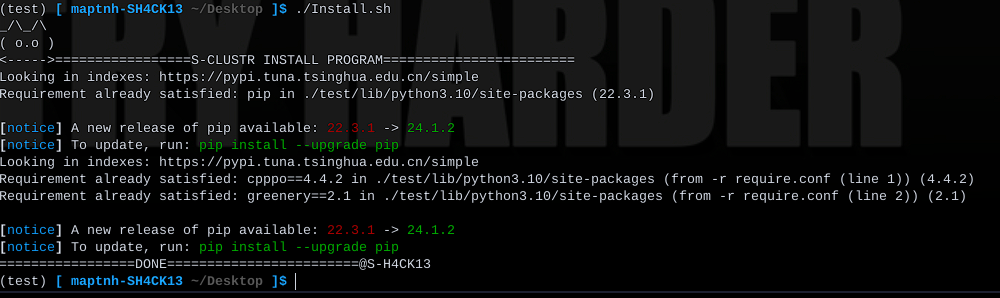 (test) [ maptnh-SH4CK13 ~/Desktop ]$ ./Install.sh
_/\_/\
( o.o )
<----->=================S-CLUSTR INSTALL PROGRAM========================
Looking in indexes: https://pypi.tuna.tsinghua.edu.cn/simple
Requirement already satisfied: pip in ./test/lib/python3.10/site-packages (22.3.1)
[notice] A new release of pip available: 22.3.1 -> 24.1.2
[notice] To update, run: pip install --upgrade pip
Looking in indexes: https://pypi.tuna.tsinghua.edu.cn/simple
Requirement already satisfied: cpppo==4.4.2 in ./test/lib/python3.10/site-packages (from -r require.conf (line 1)) (4.4.2)
Requirement already satisfied: greenery==2.1 in ./test/lib/python3.10/site-packages (from -r require.conf (line 2)) (2.1)
[notice] A new release of pip available: 22.3.1 -> 24.1.2
[notice] To update, run: pip install --upgrade pip
=================DONE========================@S-H4CK13
(test) [ maptnh-SH4CK13 ~/Desktop ]$
TRY HARDER